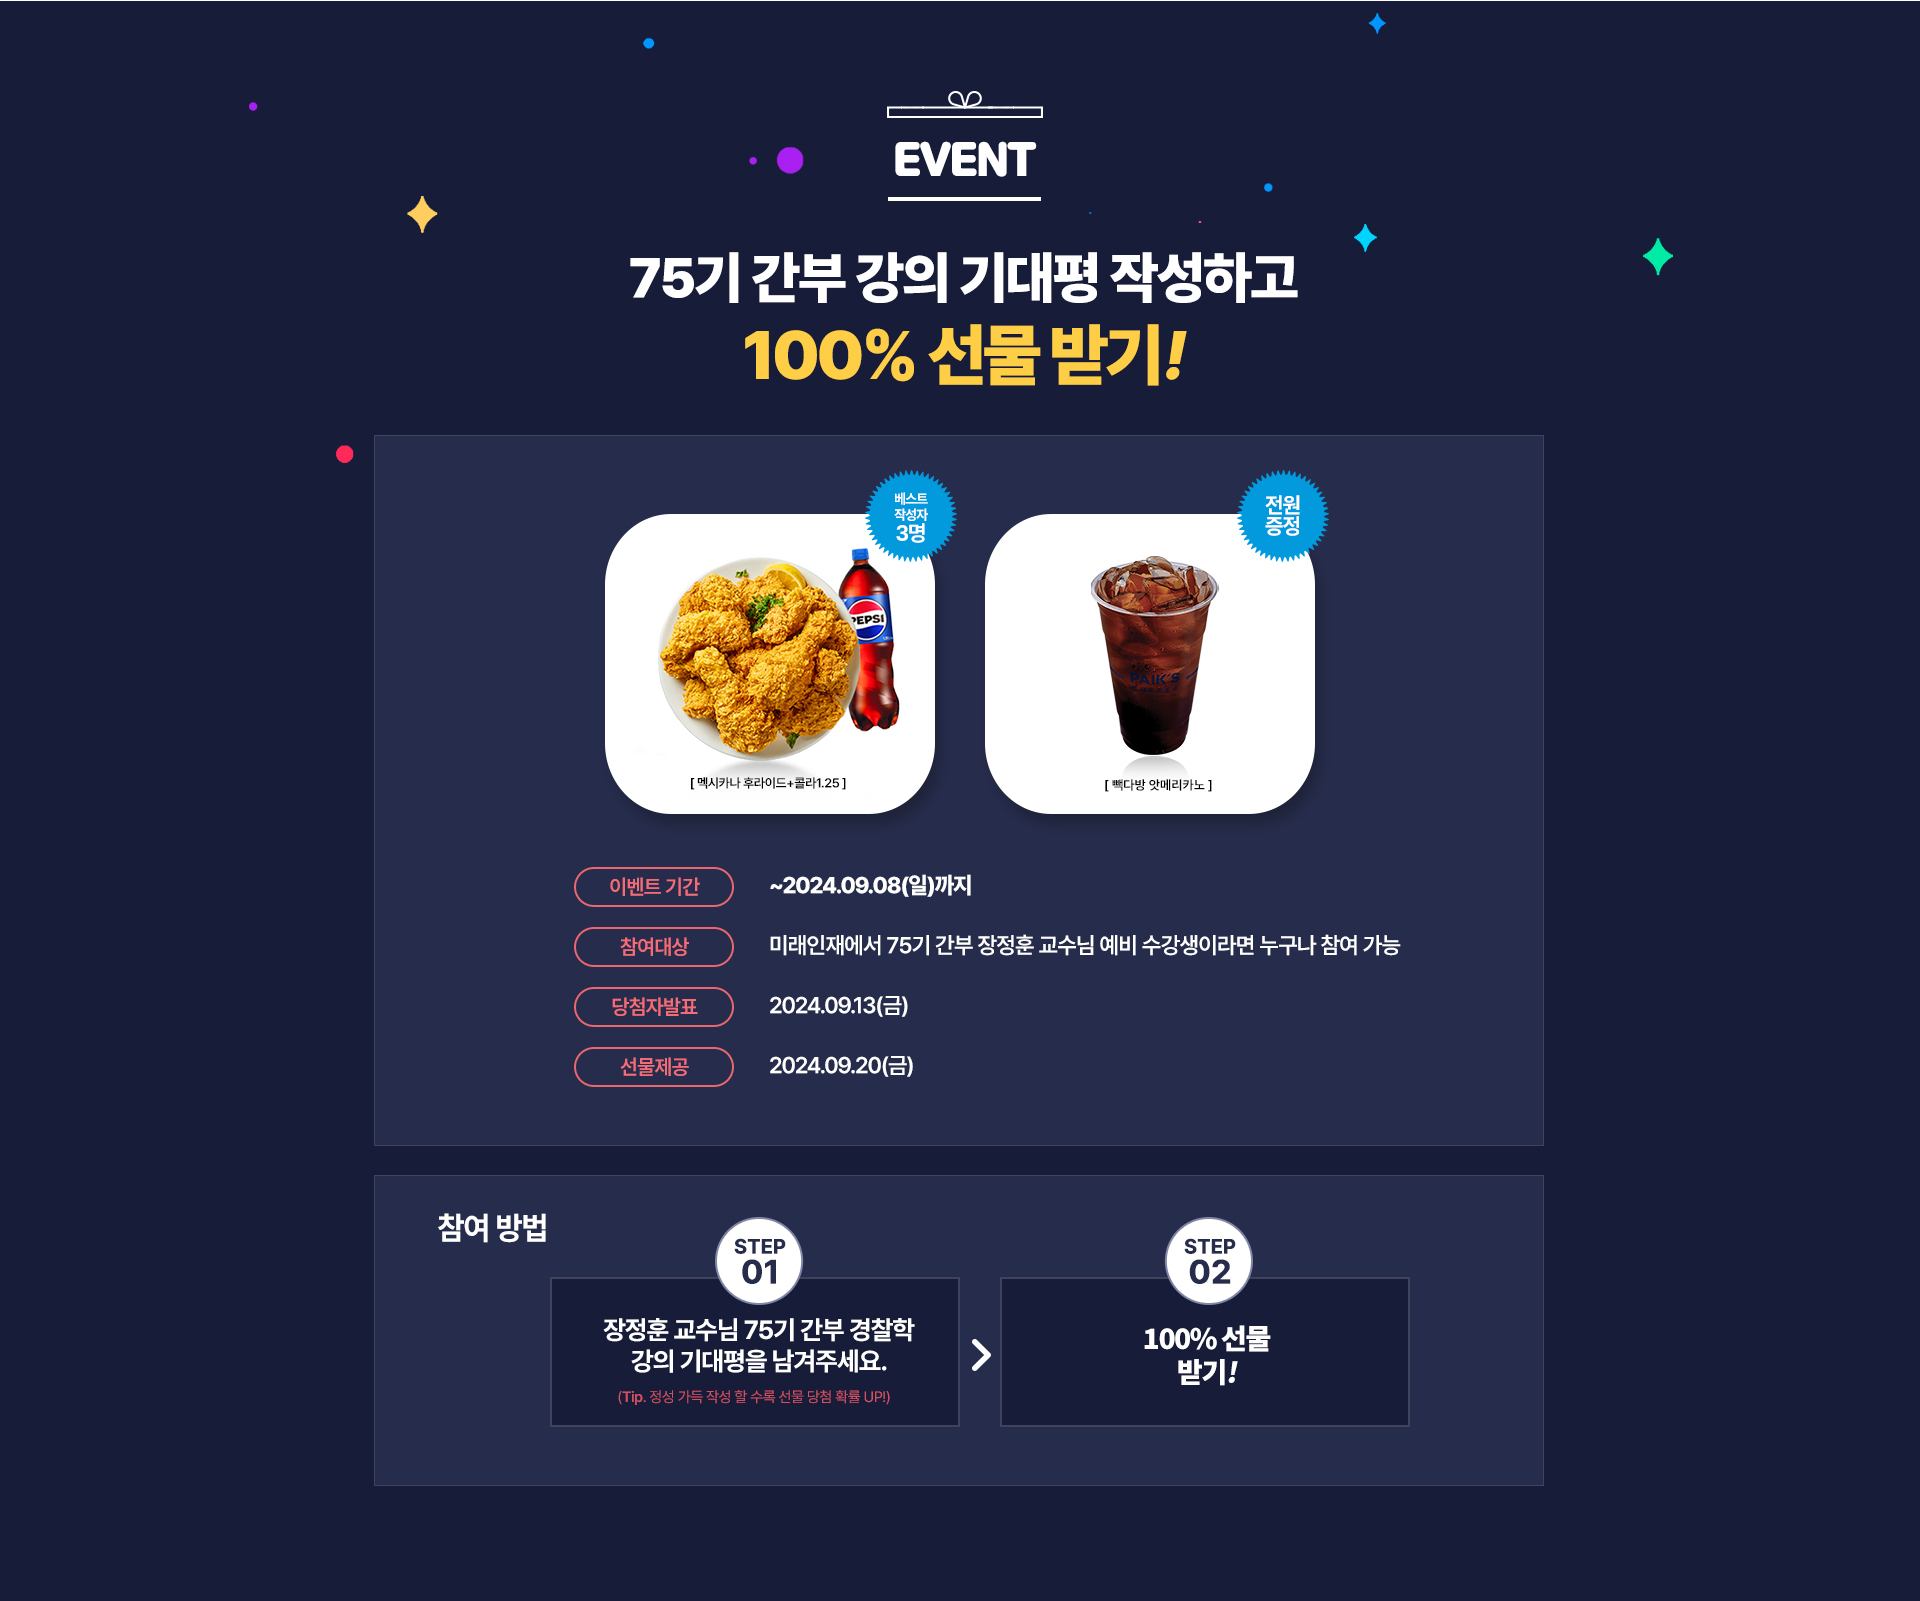 EVENT
75기 간부 강의 기대평 작성하고
100% 선물 받기!
베스트
작성자
3명
전원
증정
PEPSI
PAIK'S
[ 멕시카나 후라이드+콜라1.25 ]
[ 빽다방 앗메리카노 ]
이벤트 기간
~2024.09.08(일)까지
참여대상
미래인재에서 75기 간부 장정훈 교수님 예비 수강생이라면 누구나 참여 가능
당첨자발표
2024.09.13(금)
선물제공
2024.09.20(금)
참여 방법
STEP
01
장정훈 교수님 75기 간부 경찰학
강의 기대평을 남겨주세요.
(Tip. 정성 가득 작성 할 수록 선물 당첨 확률 UP!)
STEP
02
100% 선물
받기!